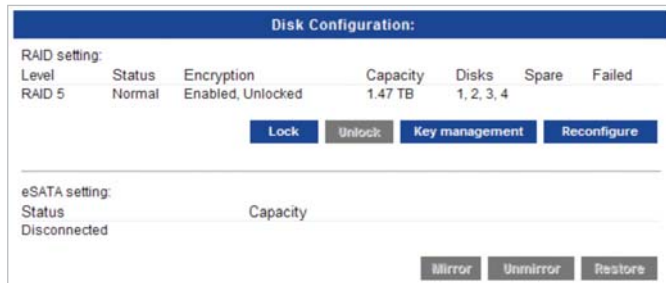 Disk Configuration:
RAID setting:
Level Status Encryption Capacity Disks Spare Failed
RAID 5 Normal Enabled, Unlocked 1.47 TB 1, 2, 3, 4
Lock Unlock Key management Reconfigure
eSATA setting:
Status Capacity
Disconnected
Mirror Unmirror Restore